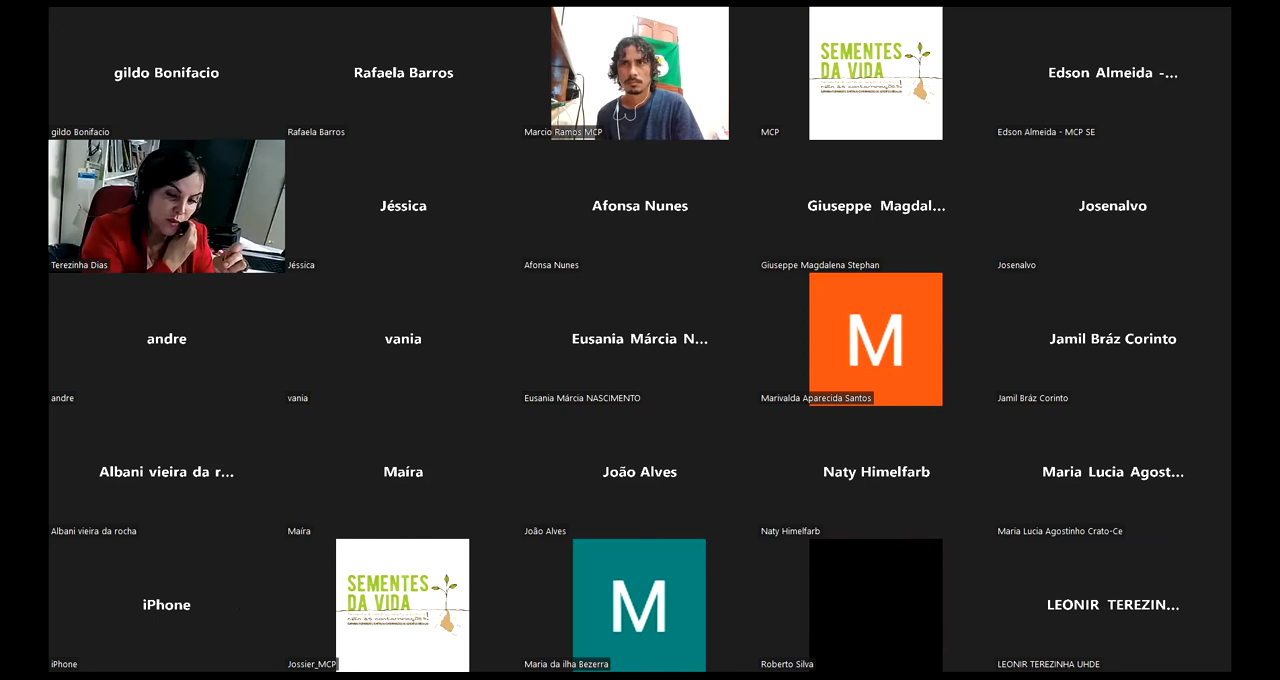 gildo Bonifacio
gildo Bonifacio
Rafaela Barros
Rafaela Barros
Marcio Ramos MCP
SEMENTES
DA VIDA
MCP
Edson Almeida -...
Edson Almeida - MCP SE
Terezinha Dias
Jéssica
Jéssica
Afonsa Nunes
Afonsa Nunes
Giuseppe Magdal...
Giuseppe Magdalena Stephan
Josenalvo
Josenalvo
andre
andre
vania
vania
Eusania Márcia N...
Eusania Márcia NASCIMENTO
M
Marivalda Aparecida Santos
Jamil Bráz Corinto
Jamil Bráz Corinto
Albani vieira da r...
Albani vieira da rocha
Maíra
Maíra
João Alves
João Alves
Naty Himelfarb
Naty Himelfarb
Maria Lucia Agost...
Maria Lucia Agostinho Crato-Ce
iPhone
iPhone
SEMENTES
DA VIDA
Jossier_MCP
M
Maria da ilha Bezerra
Roberto Silva
LEONIR TEREZIN...
LEONIR TEREZINHA UHDE